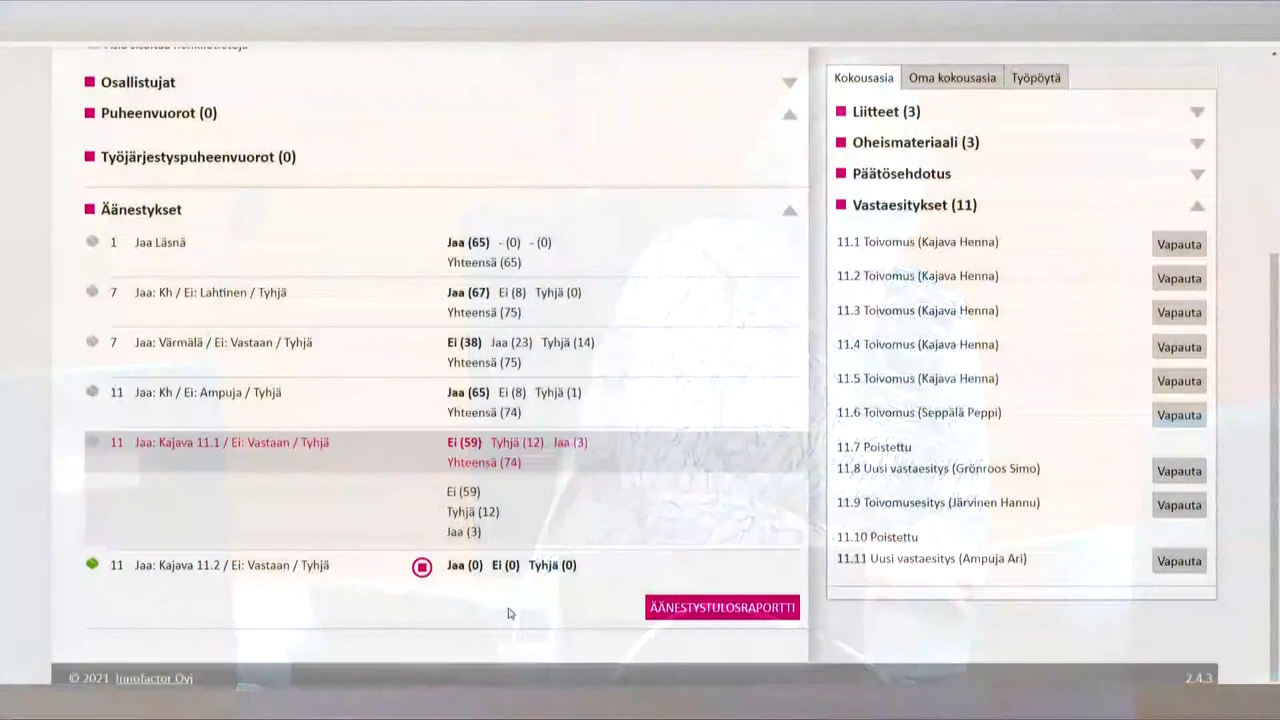 Osallistujat
Puheenvuorot (0)
Työjärjestyspuheenvuorot (0)
Äänestykset
1 Jaa Läsnä Jaa (65) - (0) - (0)
Yhteensä (65)
7 Jaa: Kh / Ei: Lahtinen / Tyhjä Jaa (67) Ei (8) Tyhjä (0)
Yhteensä (75)
7 Jaa: Värmälä / Ei: Vastaan / Tyhjä Ei (38) Jaa (23) Tyhjä (14)
Yhteensä (75)
11 Jaa: Kh / Ei: Ampuja / Tyhjä Jaa (65) Ei (8) Tyhjä (1)
Yhteensä (74)
11 Jaa: Kajava 11.1 / Ei: Vastaan / Tyhjä Ei (59) Tyhjä (12) Jaa (3)
Yhteensä (74)
Ei (59)
Tyhjä (12)
Jaa (3)
11 Jaa: Kajava 11.2 / Ei: Vastaan / Tyhjä Jaa (0) Ei (0) Tyhjä (0)
ÄÄNESTYSTULOSRAPORTTI
Kokousasia Oma kokousasia Työpöytä
Liitteet (3)
Oheismateriaali (3)
Päätösehdotus
Vastaesitykset (11)
11.1 Toivomus (Kajava Henna) Vapauta
11.2 Toivomus (Kajava Henna) Vapauta
11.3 Toivomus (Kajava Henna) Vapauta
11.4 Toivomus (Kajava Henna) Vapauta
11.5 Toivomus (Kajava Henna) Vapauta
11.6 Toivomus (Seppälä Peppi) Vapauta
11.7 Poistettu
11.8 Uusi vastaesitys (Grönroos Simo) Vapauta
11.9 Toivomusesitys (Järvinen Hannu) Vapauta
11.10 Poistettu
11.11 Uusi vastaesitys (Ampuja Ari) Vapauta
© 2021 Innofactor Oyj 2.4.3